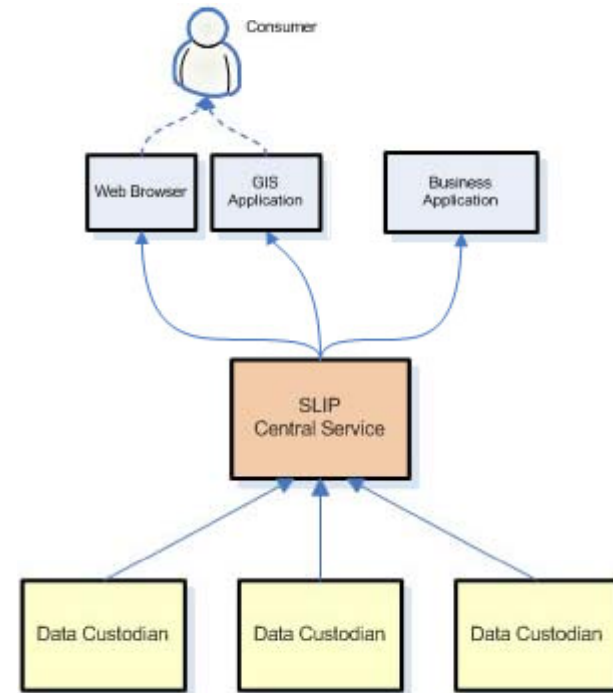 Consumer
Web Browser
GIS
Application
Business
Application
SLIP
Central Service
Data Custodian
Data Custodian
Data Custodian